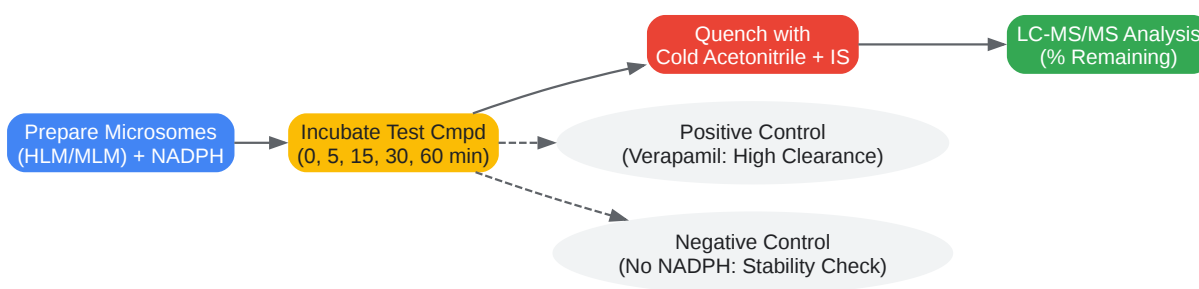 Prepare Microsomes
(HLM/MLM) + NADPH
Incubate Test Cmpd
(0, 5, 15, 30, 60 min)
Quench with
Cold Acetonitrile + IS
LC-MS/MS Analysis
(% Remaining)
Positive Control
(Verapamil: High Clearance)
Negative Control
(No NADPH: Stability Check)